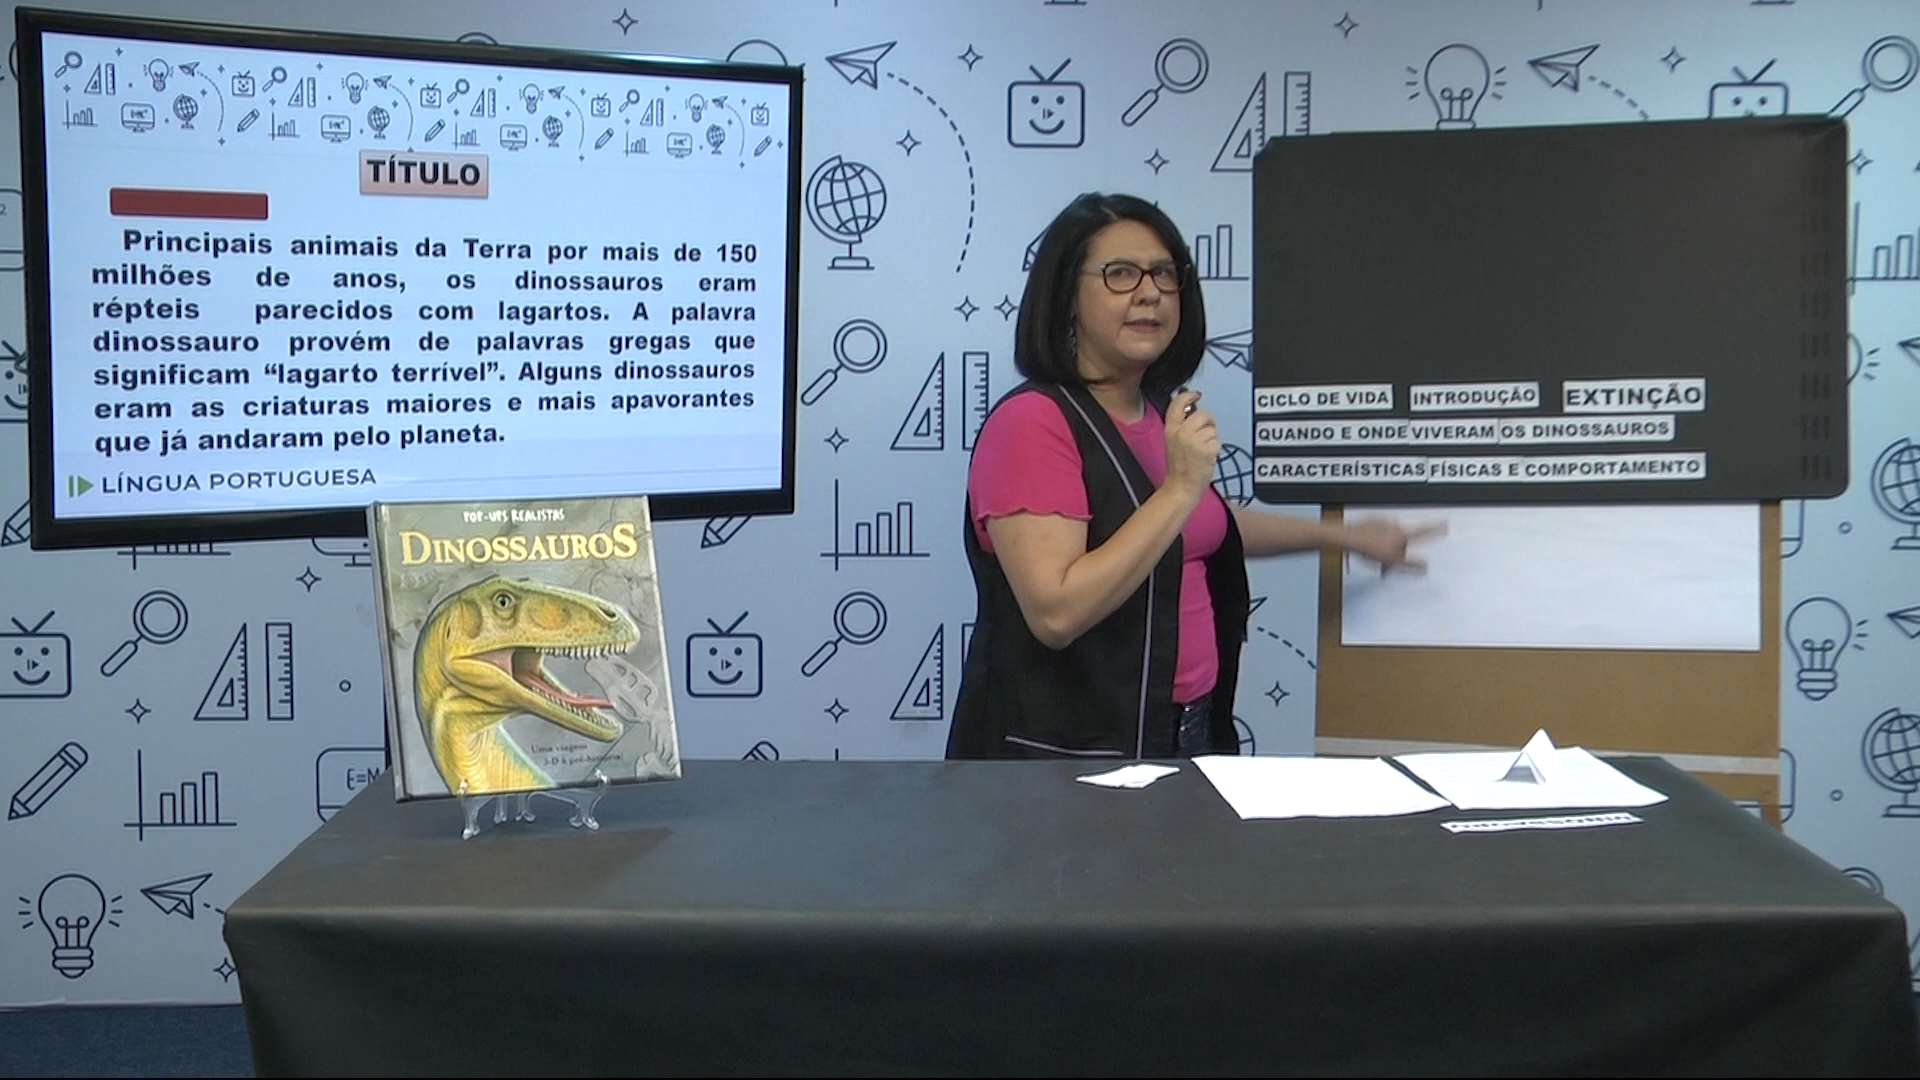 TÍTULO
Principais animais da Terra por mais de 150
milhões de anos, os dinossauros eram
répteis parecidos com lagartos. A palavra
dinossauro provém de palavras gregas que
significam “lagarto terrível”. Alguns dinossauros
eram as criaturas maiores e mais apavorantes
que já andaram pelo planeta.
LÍNGUA PORTUGUESA
POP-UPS REALISTAS
DINOSSAUROS
Uma viagem
3-D à pré-história!
CICLO DE VIDA INTRODUÇÃO EXTINÇÃO
QUANDO E ONDE VIVERAM OS DINOSSAUROS
CARACTERÍSTICAS FÍSICAS E COMPORTAMENTO